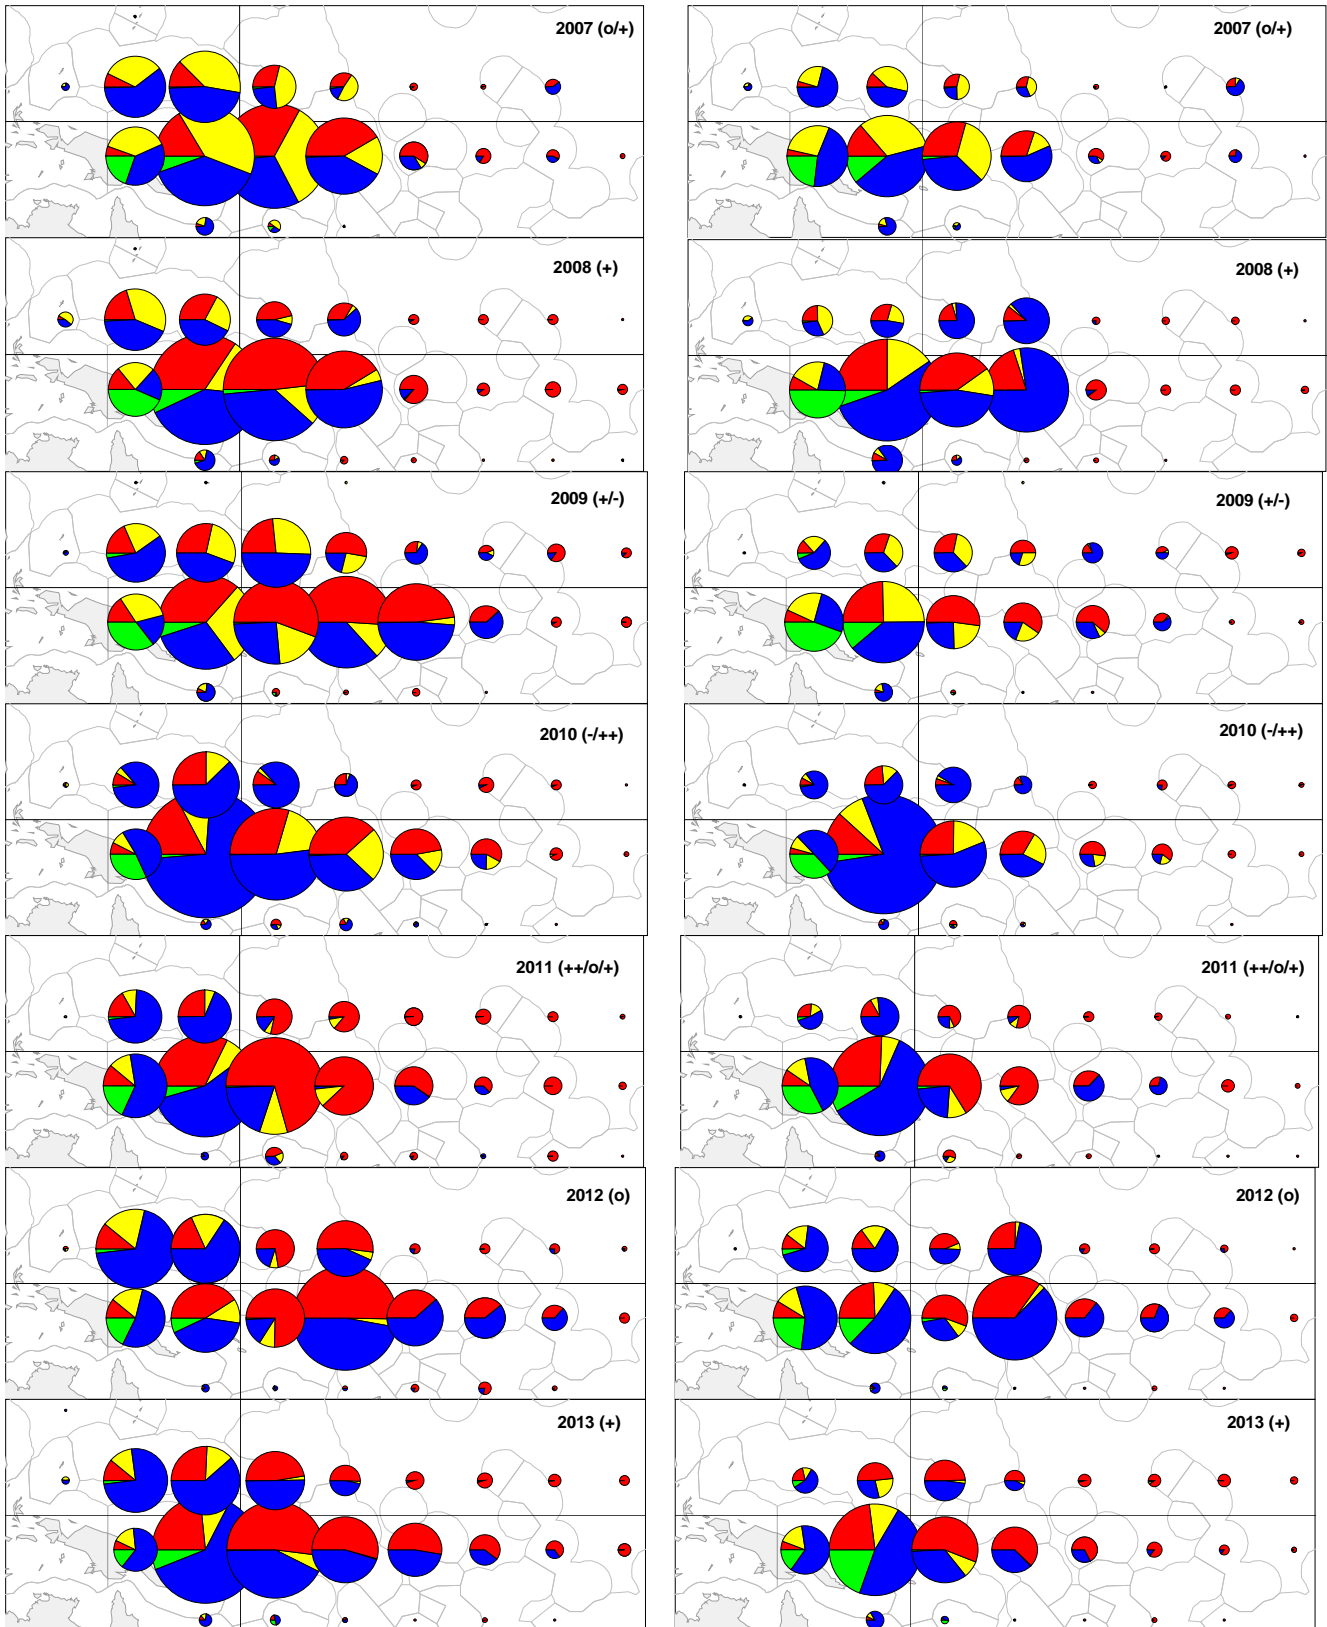 2007 (o/+)
2007 (o/+)
2008 (+)
2008 (+)
2009 (+/-)
2009 (+/-)
2010 (-/++)
2010 (-/++)
2011 (++/o/+)
2011 (++/o/+)
2012 (o)
2012 (o)
2013 (+)
2013 (+)